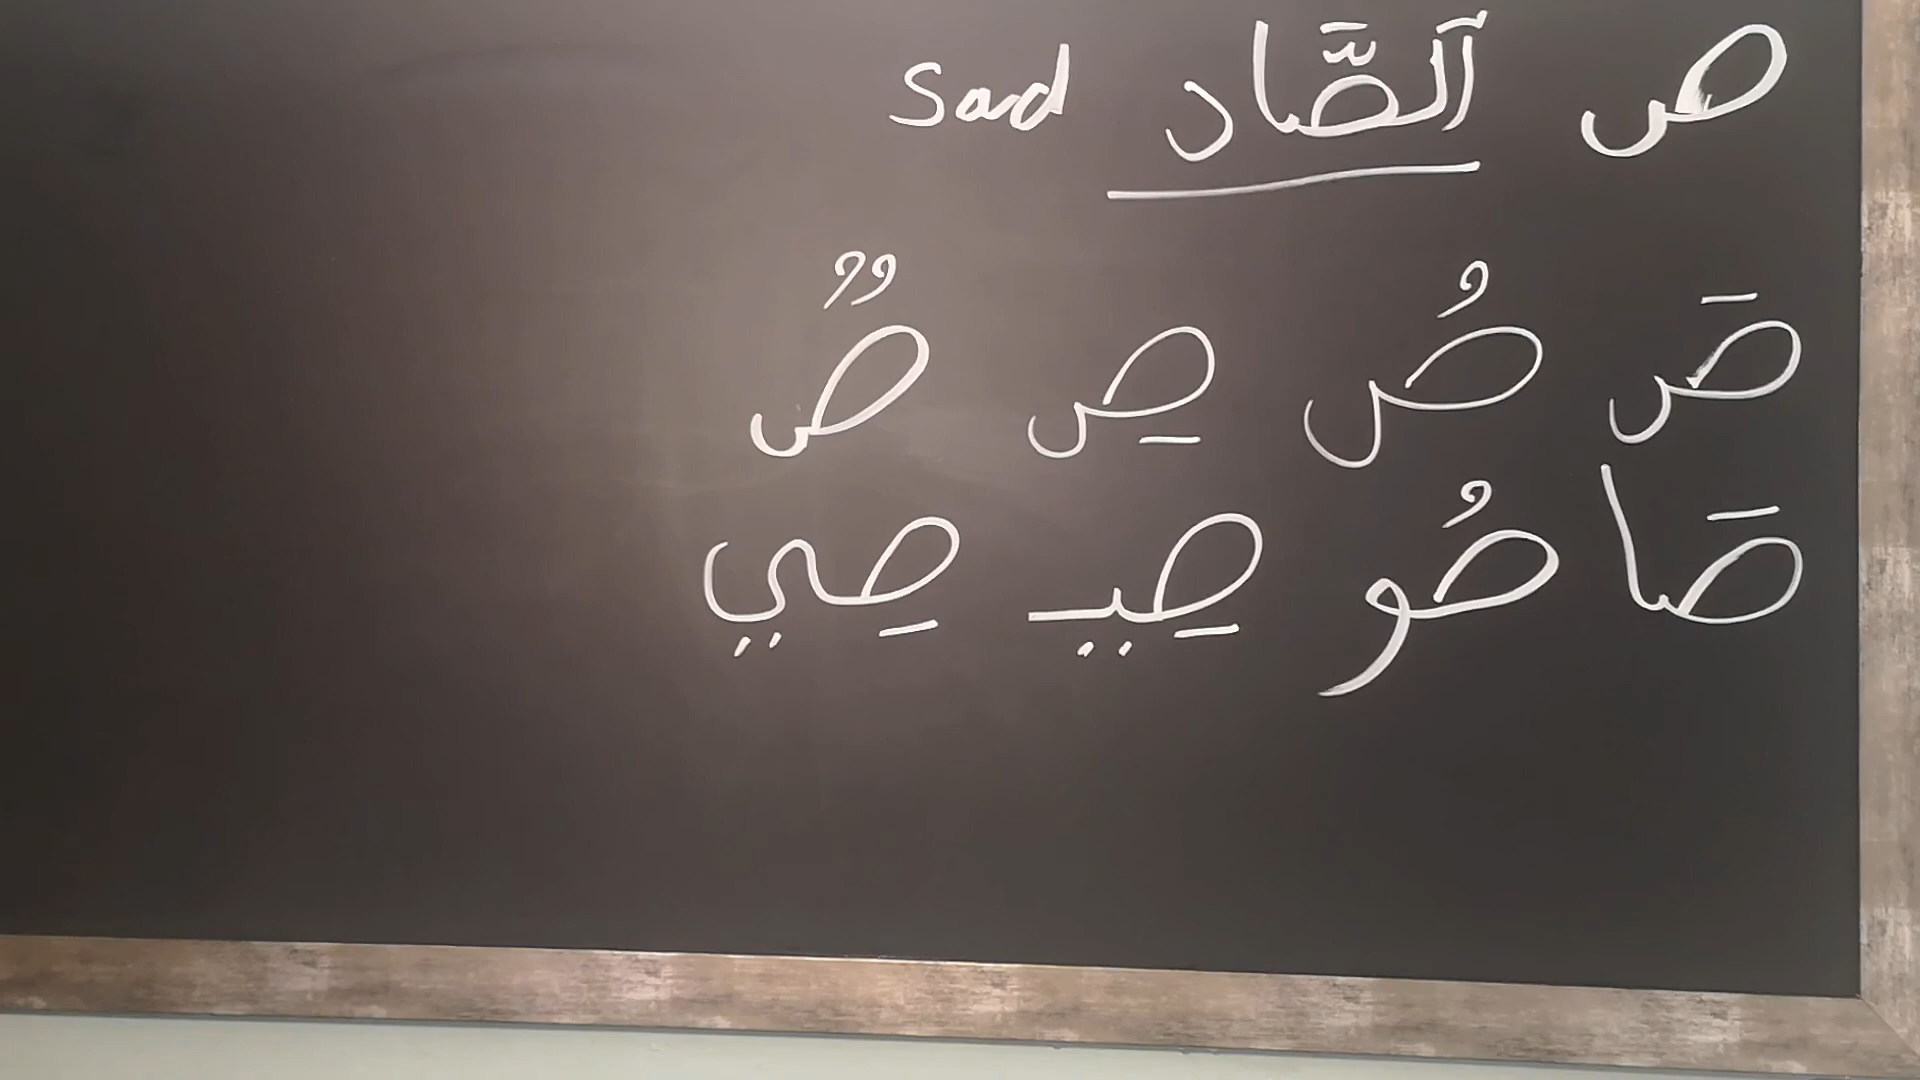 ص اَلصَّاد Sad
صَ صُ صِ صٌ
صَا صُو صِيـ صِي